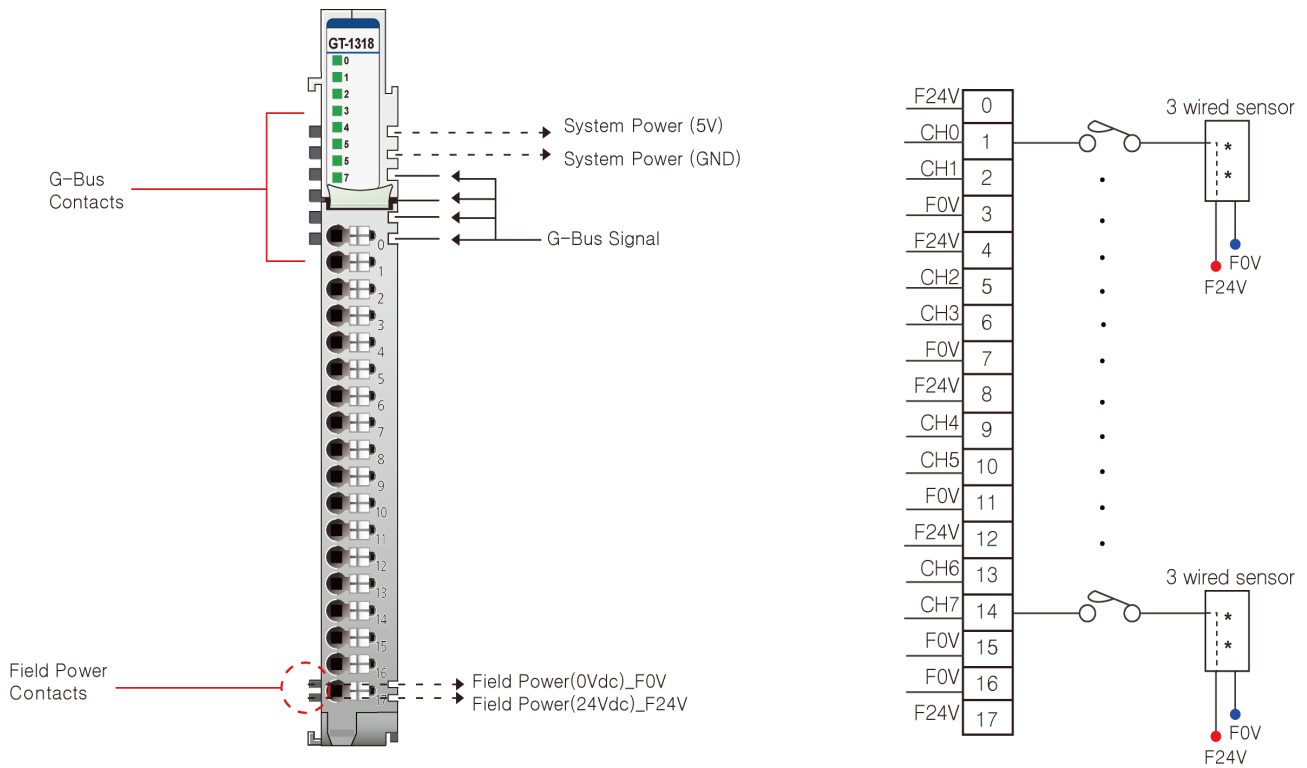 GT-1318
0
1
2
3
4
5
5
7
G-Bus
Contacts
System Power (5V)
System Power (GND)
G-Bus Signal
0
1
2
3
4
5
6
7
8
9
10
11
12
13
14
15
16
17
Field Power
Contacts
Field Power(0Vdc)_F0V
Field Power(24Vdc)_F24V
F24V 0
CH0 1
CH1 2
F0V 3
F24V 4
CH2 5
CH3 6
F0V 7
F24V 8
CH4 9
CH5 10
F0V 11
F24V 12
CH6 13
CH7 14
F0V 15
F0V 16
F24V 17
3 wired sensor
*
*
F0V
F24V
3 wired sensor
*
*
F0V
F24V